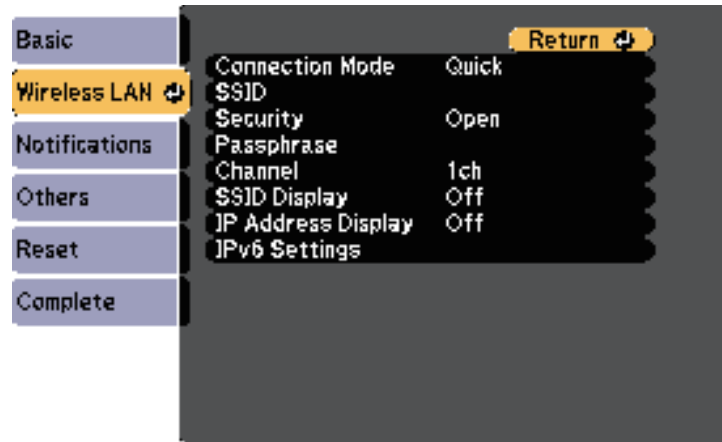 Basic
Wireless LAN
Notifications
Others
Reset
Complete
Return
Connection Mode Quick
SSID
Security Open
Passphrase
Channel 1ch
SSID Display Off
IP Address Display Off
IPv6 Settings